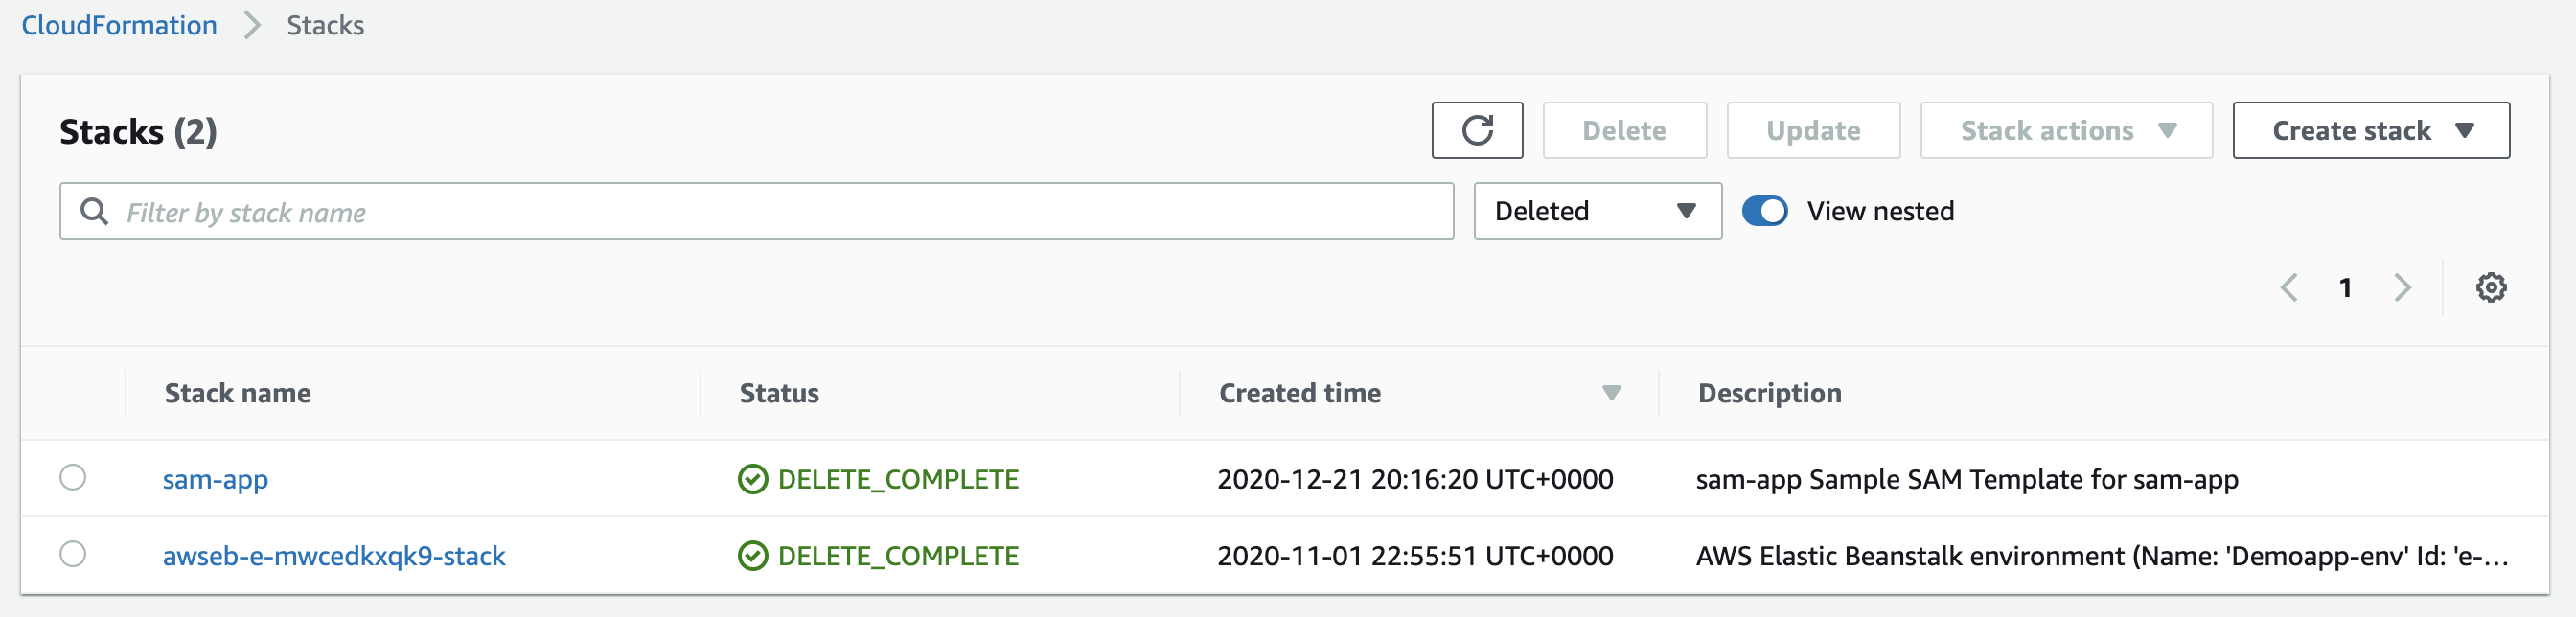 CloudFormation > Stacks
Stacks (2) Delete Update Stack actions Create stack
Filter by stack name Deleted View nested
1
Stack name Status Created time Description
sam-app DELETE_COMPLETE 2020-12-21 20:16:20 UTC+0000 sam-app Sample SAM Template for sam-app
awseb-e-mwcedkxqk9-stack DELETE_COMPLETE 2020-11-01 22:55:51 UTC+0000 AWS Elastic Beanstalk environment (Name: 'Demoapp-env' Id: 'e-...